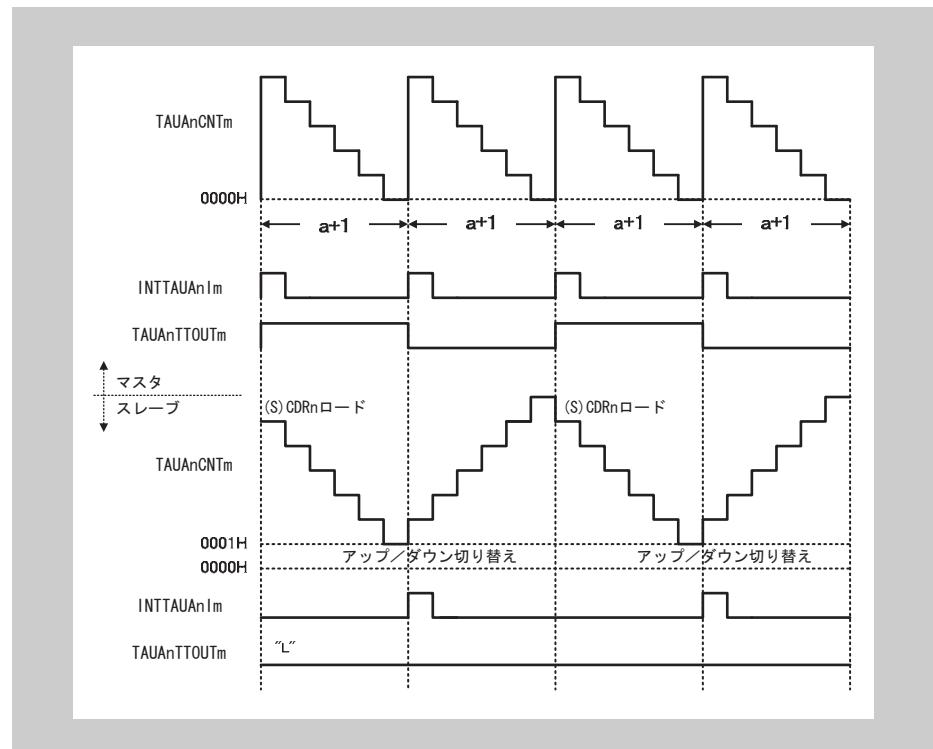 TAUAnCNTm
0000H
a+1 a+1 a+1 a+1
INTTAUAnIm
TAUAnTTOUTm
マスタ
スレーブ
(S)CDRnロード (S)CDRnロード
TAUAnCNTm
0001H
アップ／ダウン切り替え アップ／ダウン切り替え
0000H
INTTAUAnIm
"L"
TAUAnTTOUTm